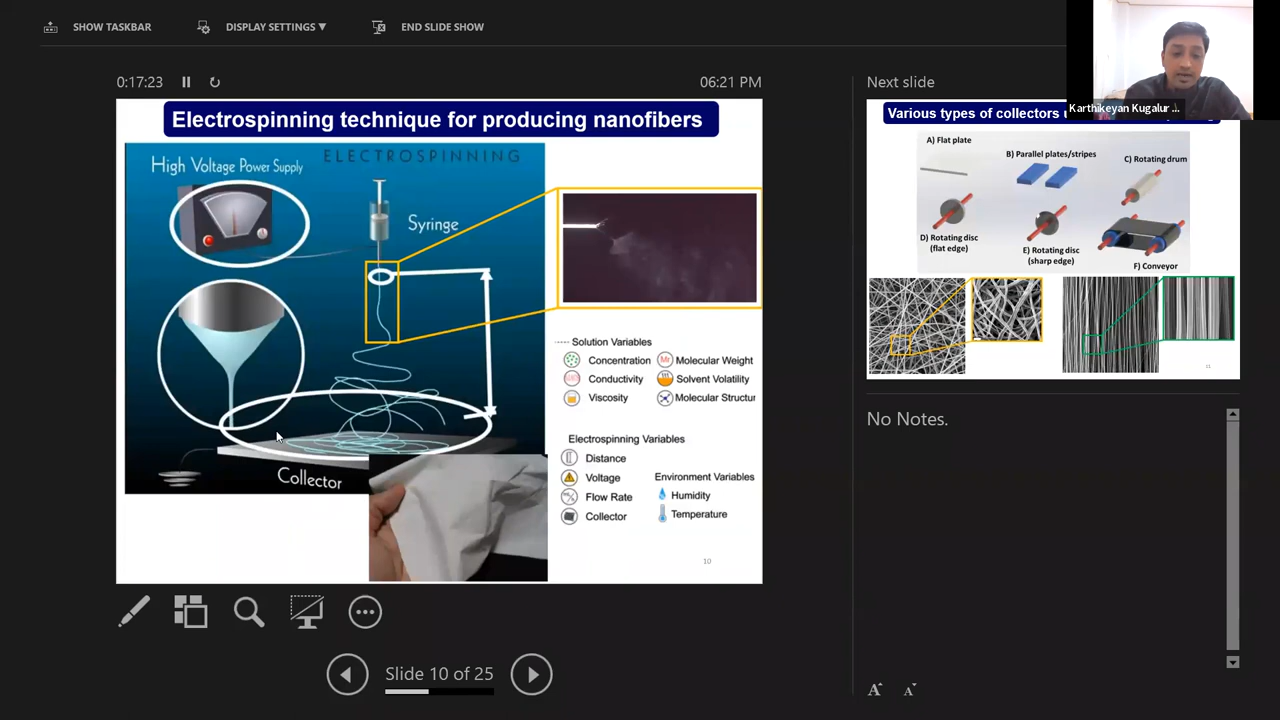 SHOW TASKBAR
DISPLAY SETTINGS ▼
END SLIDE SHOW
0:17:23
06:21 PM
Electrospinning technique for producing nanofibers
ELECTROSPINNING
High Voltage Power Supply
Syringe
Collector
Solution Variables
Concentration
Mr Molecular Weight
Conductivity
Solvent Volatility
Viscosity
Molecular Structur
Electrospinning Variables
Distance
Voltage
Flow Rate
Collector
Environment Variables
Humidity
Temperature
10
Slide 10 of 25
Next slide
Karthikeyan Kugalur ...
Various types of collectors
A) Flat plate
B) Parallel plates/stripes
C) Rotating drum
D) Rotating disc
(flat edge)
E) Rotating disc
(sharp edge)
F) Conveyor
11
No Notes.
A
A